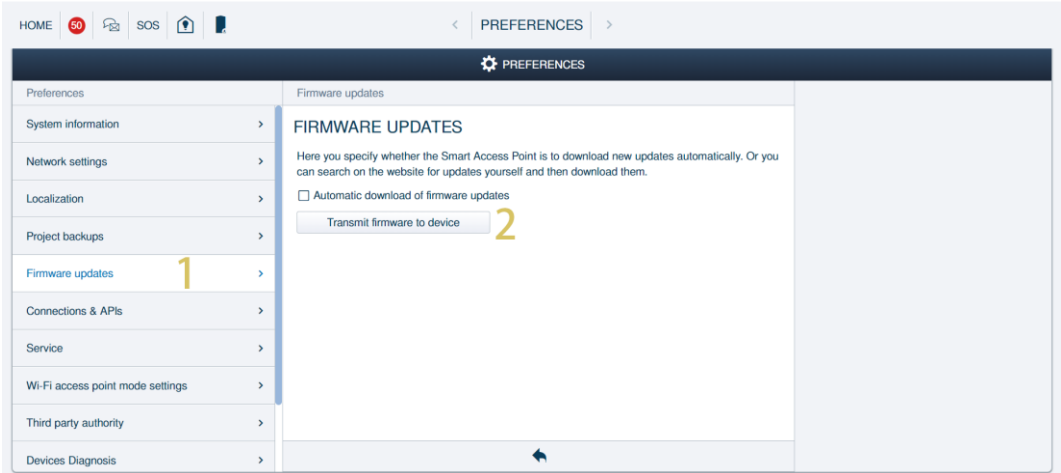 HOME 50 SOS < PREFERENCES >
PREFERENCES
Preferences
Firmware updates
System information
Network settings
Localization
Project backups
Firmware updates 1
Connections & APIs
Service
Wi-Fi access point mode settings
Third party authority
Devices Diagnosis
FIRMWARE UPDATES
Here you specify whether the Smart Access Point is to download new updates automatically. Or you
can search on the website for updates yourself and then download them.
Automatic download of firmware updates
Transmit firmware to device 2